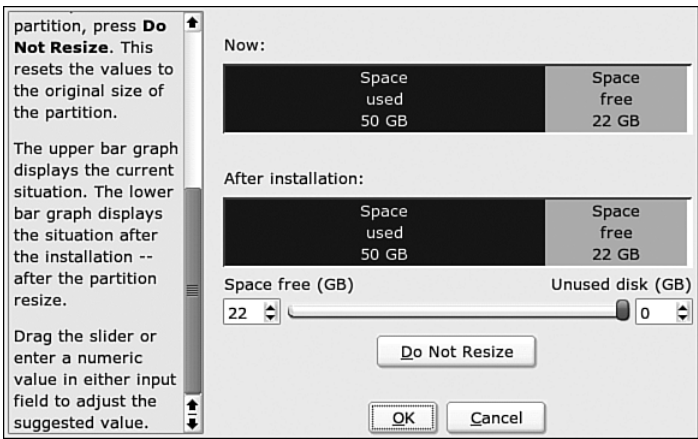 partition, press Do
Not Resize. This
resets the values to
the original size of
the partition.
The upper bar graph
displays the current
situation. The lower
bar graph displays
the situation after
the installation --
after the partition
resize.
Drag the slider or
enter a numeric
value in either input
field to adjust the
suggested value.
Now:
Space
used
50 GB
Space
free
22 GB
After installation:
Space
used
50 GB
Space
free
22 GB
Space free (GB)
Unused disk (GB)
22
0
Do Not Resize
OK
Cancel